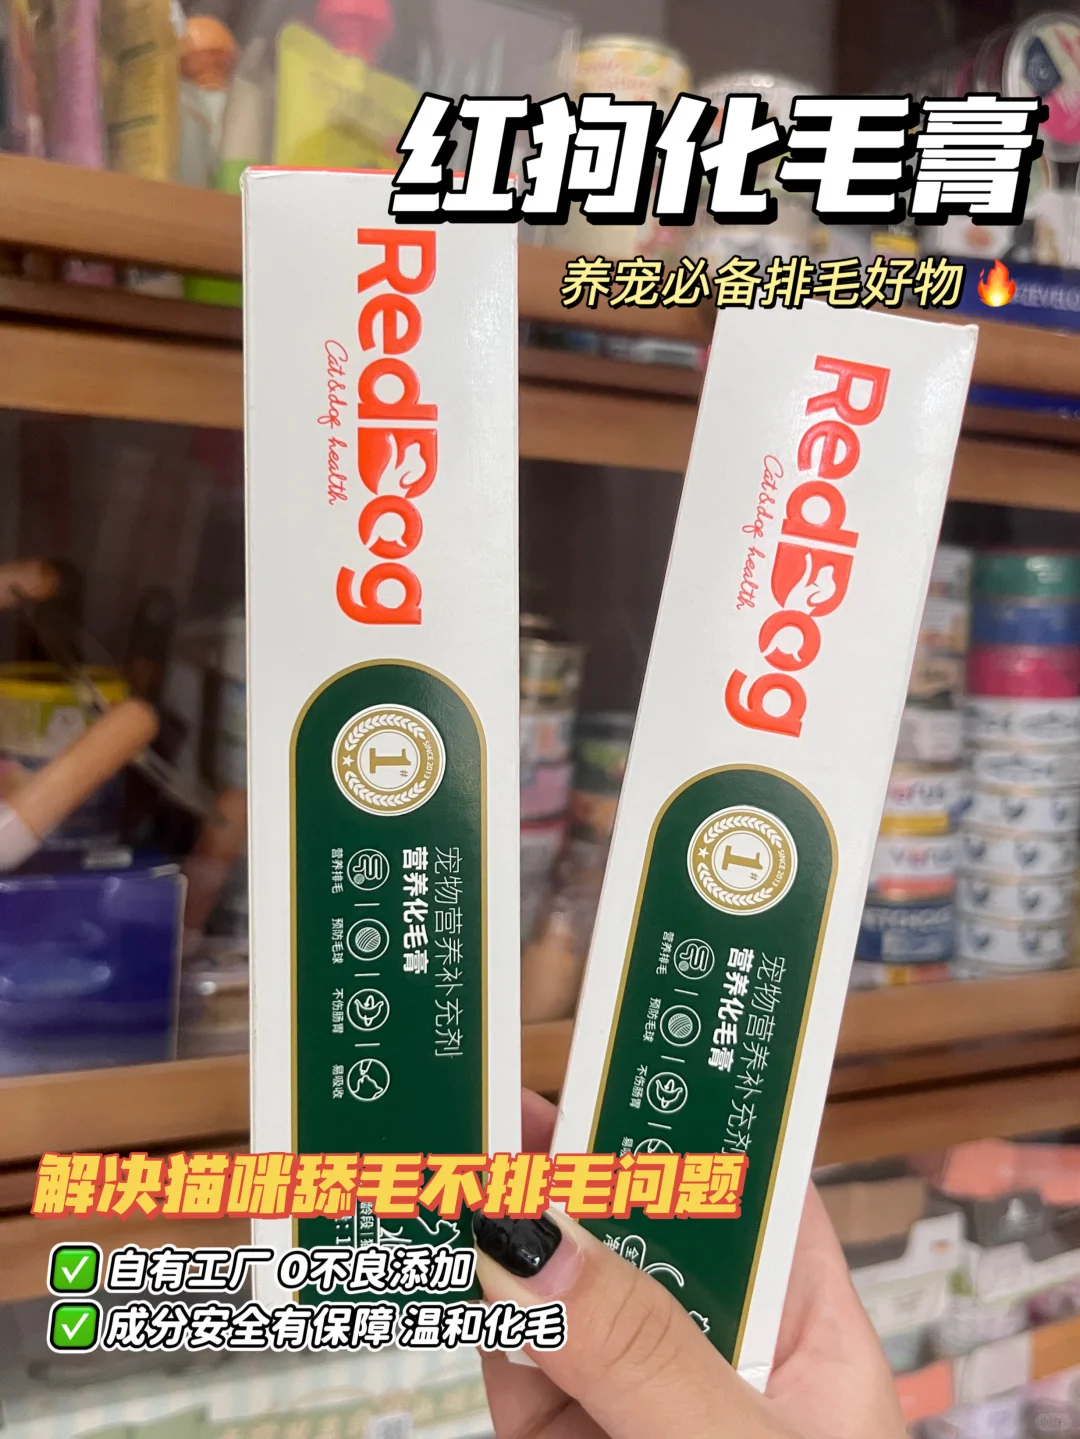 红狗化毛膏
养宠必备排毛好物
RedDog
Cat&dog health
SINCE 2013
1#
宠物营养补充剂
营养化毛膏
营养排毛
预防毛球
不伤肠胃
易吸收
RedDog
Cat&dog health
SINCE 2013
1#
宠物营养补充剂
营养化毛膏
营养排毛
预防毛球
不伤肠胃
解决猫咪舔毛不排毛问题
自有工厂 0不良添加
成分安全有保障 温和化毛